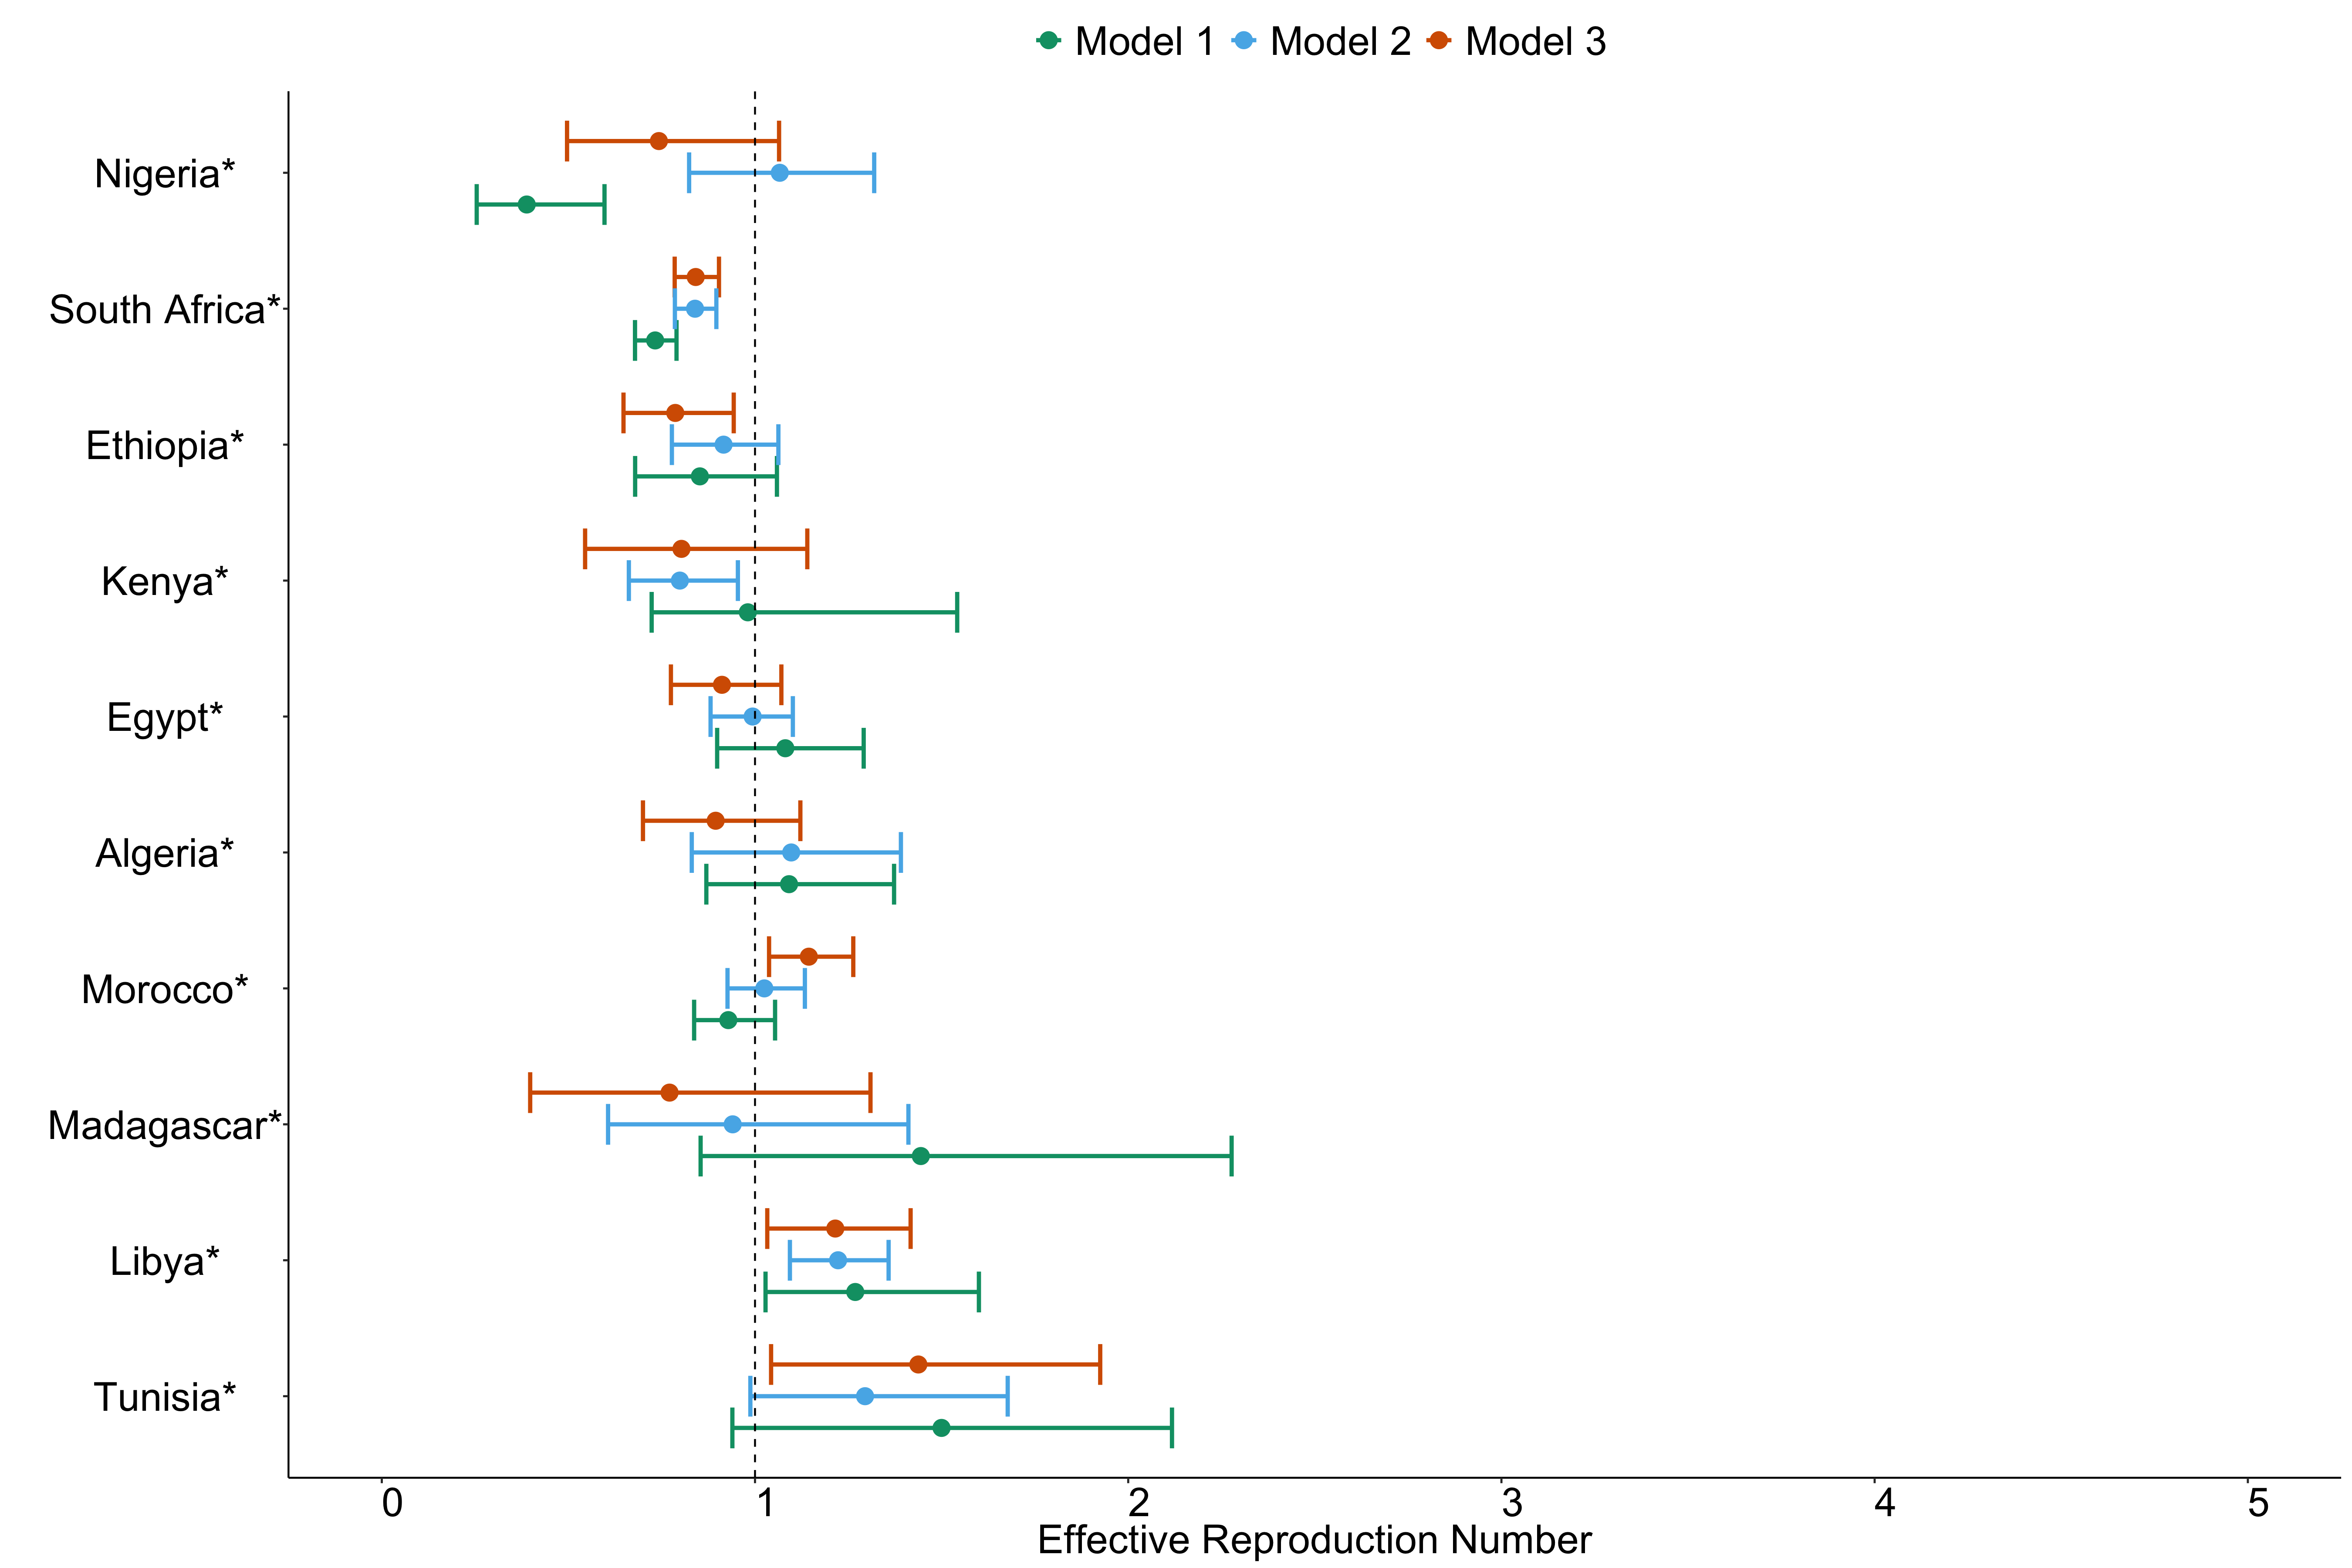 Model 1 Model 2 Model 3
Nigeria*
South Africa*
Ethiopia*
Kenya*
Egypt*
Algeria*
Morocco*
Madagascar*
Libya*
Tunisia*
0 1 2 3 4 5
Effective Reproduction Number